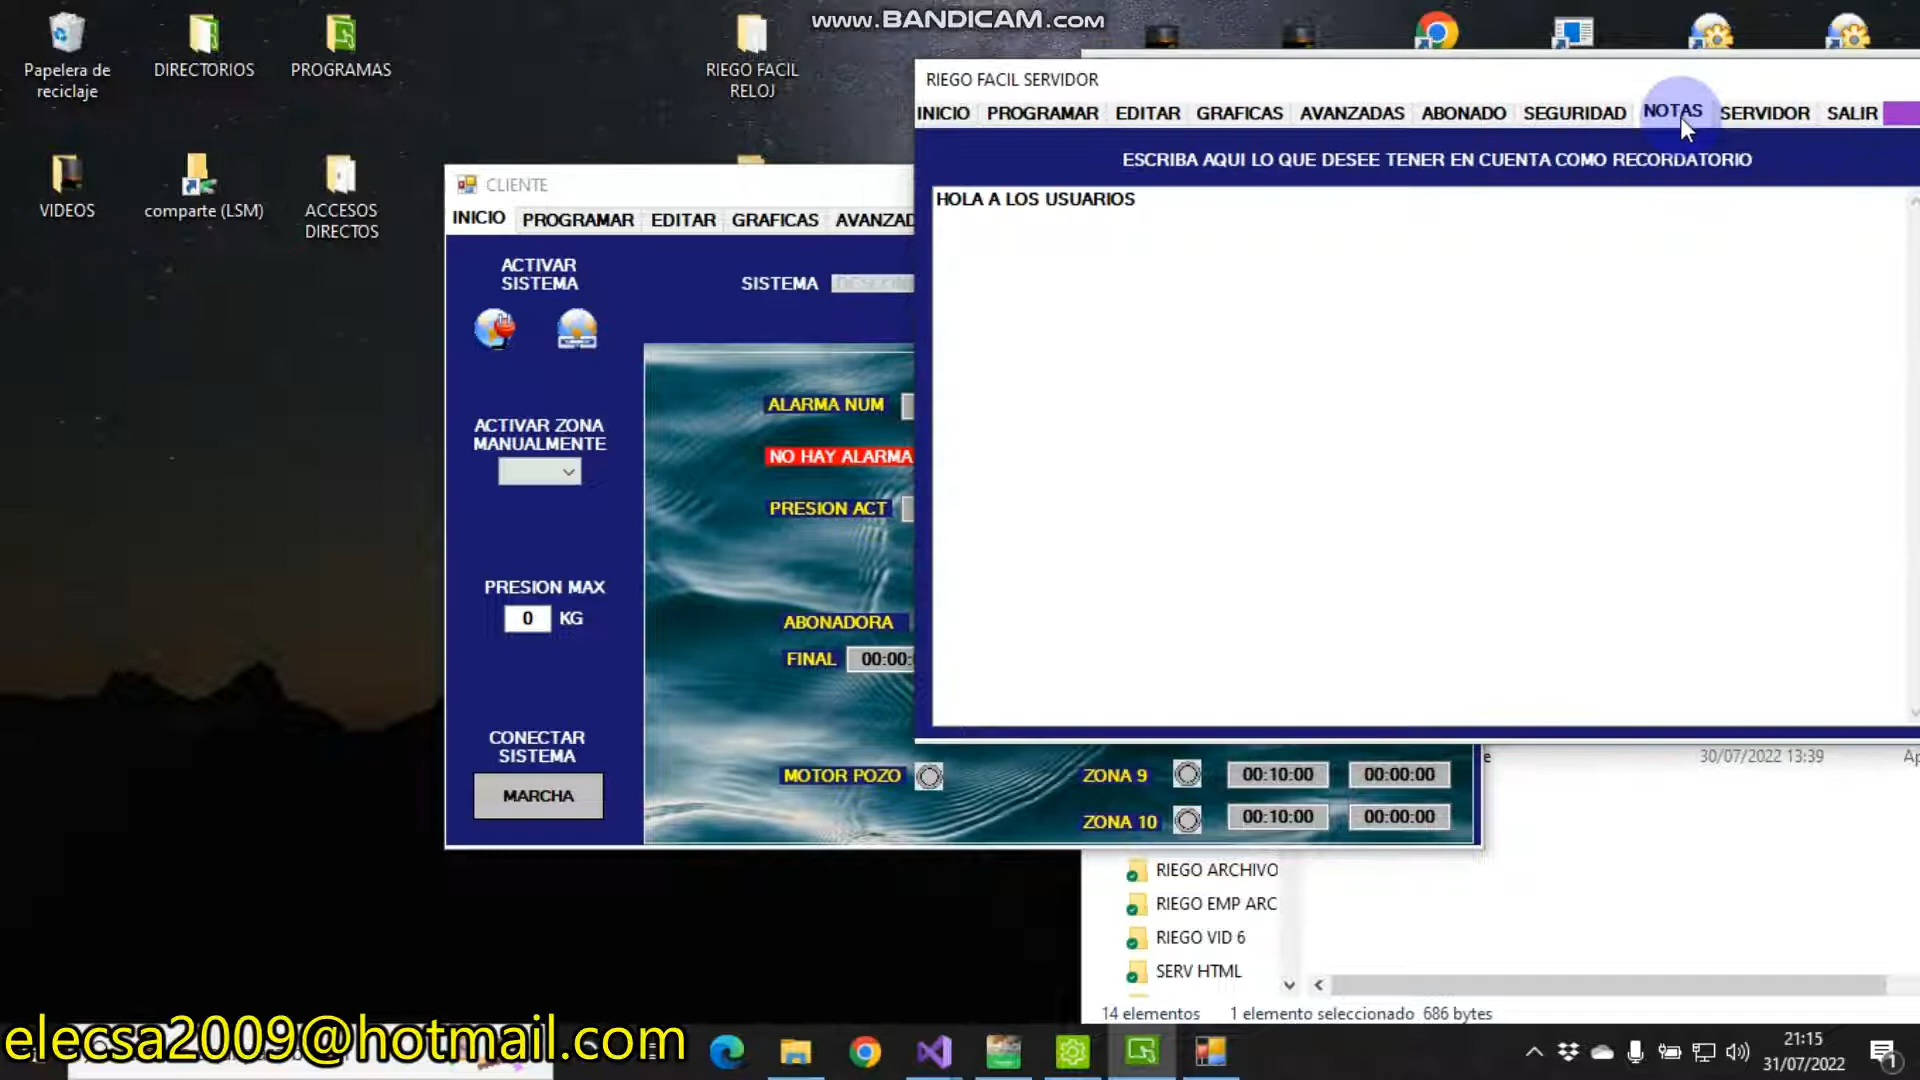 www.BANDICAM.com
Papelera de
reciclaje
DIRECTORIOS
PROGRAMAS
RIEGO FACIL
RELOJ
VIDEOS
comparte (LSM)
ACCESOS
DIRECTOS
RIEGO FACIL SERVIDOR
INICIO PROGRAMAR EDITAR GRAFICAS AVANZADAS ABONADO SEGURIDAD NOTAS SERVIDOR SALIR
ESCRIBA AQUI LO QUE DESEE TENER EN CUENTA COMO RECORDATORIO
HOLA A LOS USUARIOS
CLIENTE
INICIO PROGRAMAR EDITAR GRAFICAS AVANZAD
ACTIVAR
SISTEMA
SISTEMA
ALARMA NUM
NO HAY ALARMA
ACTIVAR ZONA
MANUALMENTE
PRESION ACT
PRESION MAX
0 KG
ABONADORA
FINAL 00:00:
CONECTAR
SISTEMA
MARCHA
MOTOR POZO
ZONA 9 00:10:00 00:00:00
ZONA 10 00:10:00 00:00:00
e 30/07/2022 13:39 Ap
RIEGO ARCHIVO
RIEGO EMP ARC
RIEGO VID 6
SERV HTML
14 elementos 1 elemento seleccionado 686 bytes
elecsa2009@hotmail.com
21:15
31/07/2022
1